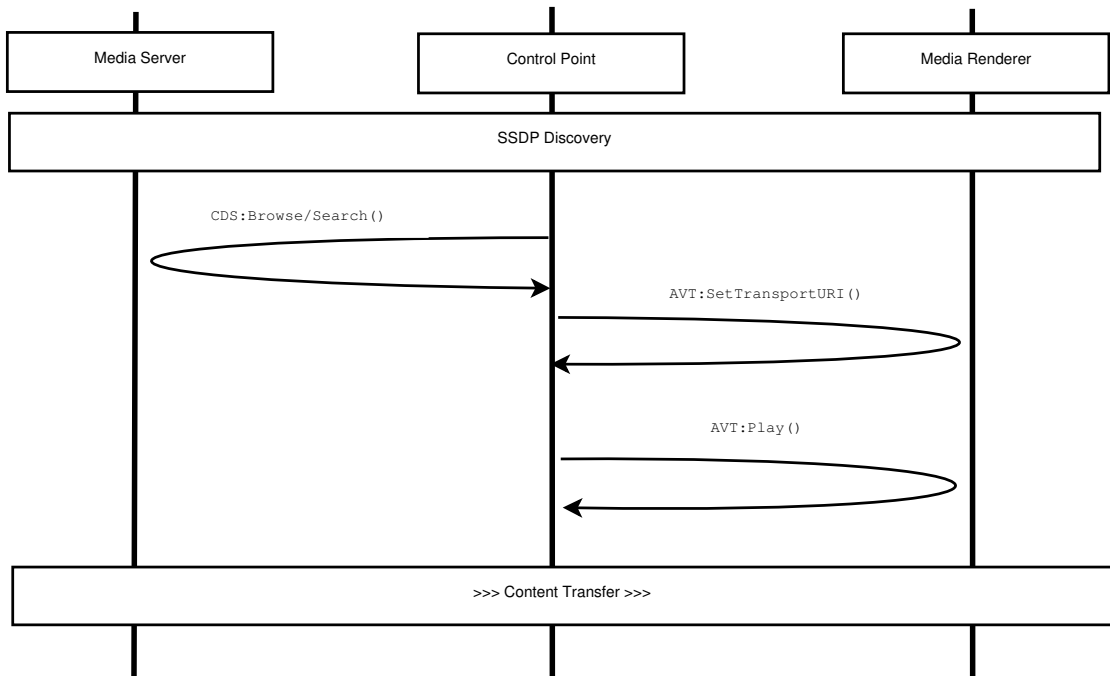 Media Server
Control Point
Media Renderer
SSDP Discovery
CDS:Browse/Search()
AVT:SetTransportURI()
AVT:Play()
>>> Content Transfer >>>